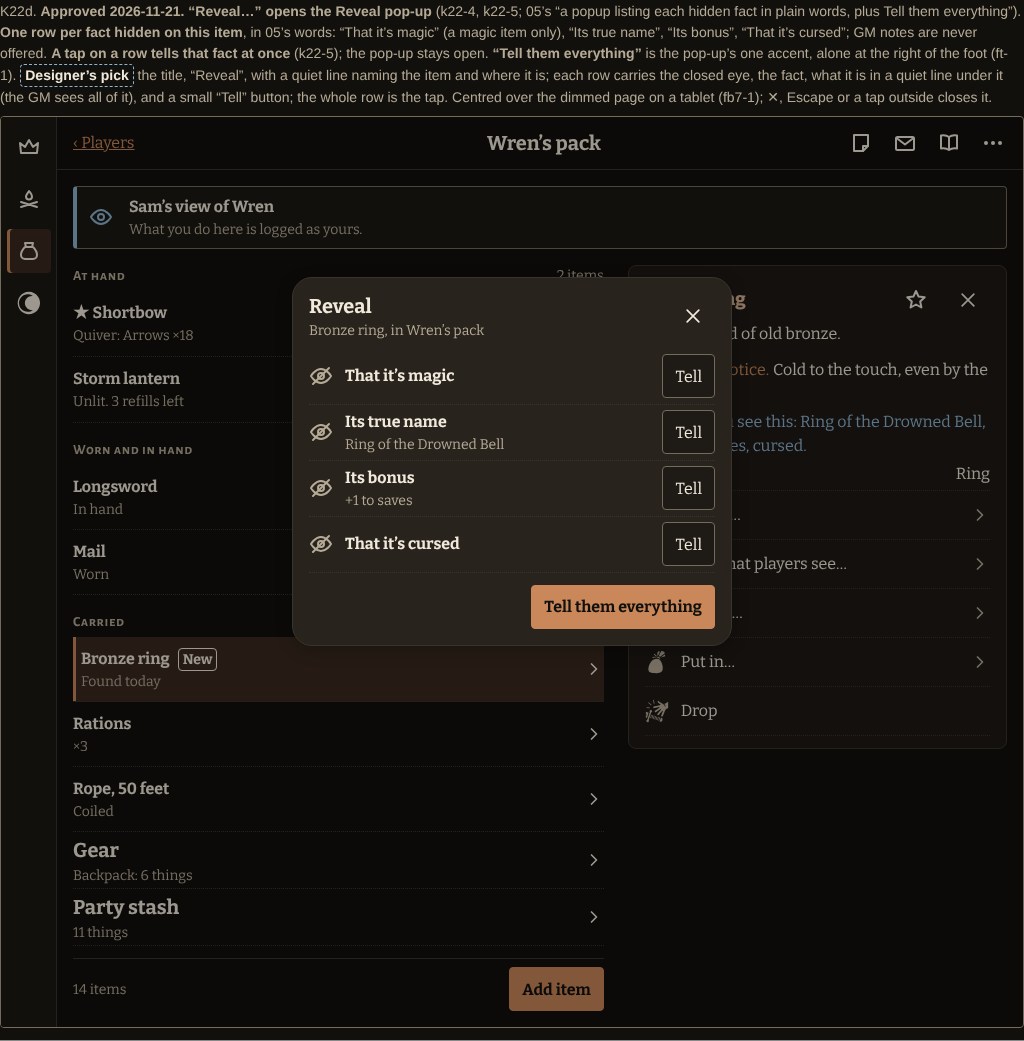 K22d. Approved 2026-11-21. “Reveal…” opens the Reveal pop-up (k22-4, k22-5; 05’s “a popup listing each hidden fact in plain words, plus Tell them everything”).
One row per fact hidden on this item, in 05’s words: “That it’s magic” (a magic item only), “Its true name”, “Its bonus”, “That it’s cursed”; GM notes are never
offered. A tap on a row tells that fact at once (k22-5); the pop-up stays open. “Tell them everything” is the pop-up’s one accent, alone at the right of the foot (ft-
1). Designer’s pick the title, “Reveal”, with a quiet line naming the item and where it is; each row carries the closed eye, the fact, what it is in a quiet line under it
(the GM sees all of it), and a small “Tell” button; the whole row is the tap. Centred over the dimmed page on a tablet (fb7-1); ✕, Escape or a tap outside closes it.
‹ Players
Wren’s pack
Sam’s view of Wren
What you do here is logged as yours.
At hand
2 items
★ Shortbow
Quiver: Arrows ×18
Storm lantern
Unlit. 3 refills left
Worn and in hand
Longsword
In hand
Mail
Worn
Carried
Bronze ring New
Found today
Rations
×3
Rope, 50 feet
Coiled
Gear
Backpack: 6 things
Party stash
11 things
14 items
Add item
Reveal
Bronze ring, in Wren’s pack
That it’s magic
Tell
Its true name
Ring of the Drowned Bell
Tell
Its bonus
+1 to saves
Tell
That it’s cursed
Tell
Tell them everything
of old bronze.
Cold to the touch, even by the
see this: Ring of the Drowned Bell,
cursed.
Ring
players see...
Put in...
Drop